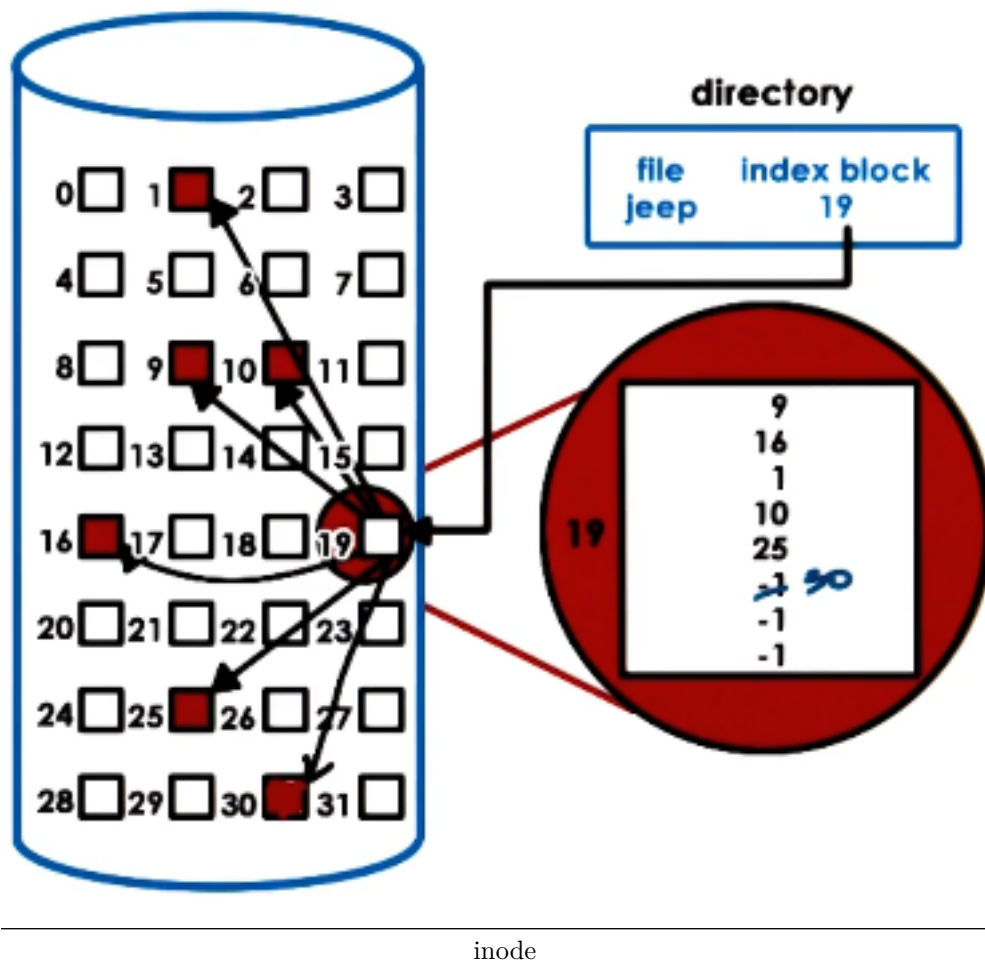 directory
file index block
jeep 19
0 1 2 3
4 5 6 7
8 9 10 11
12 13 14 15
16 17 18 19
20 21 22 23
24 25 26 27
28 29 30 31
19
9
16
1
10
25
-1
-1
-1
inode